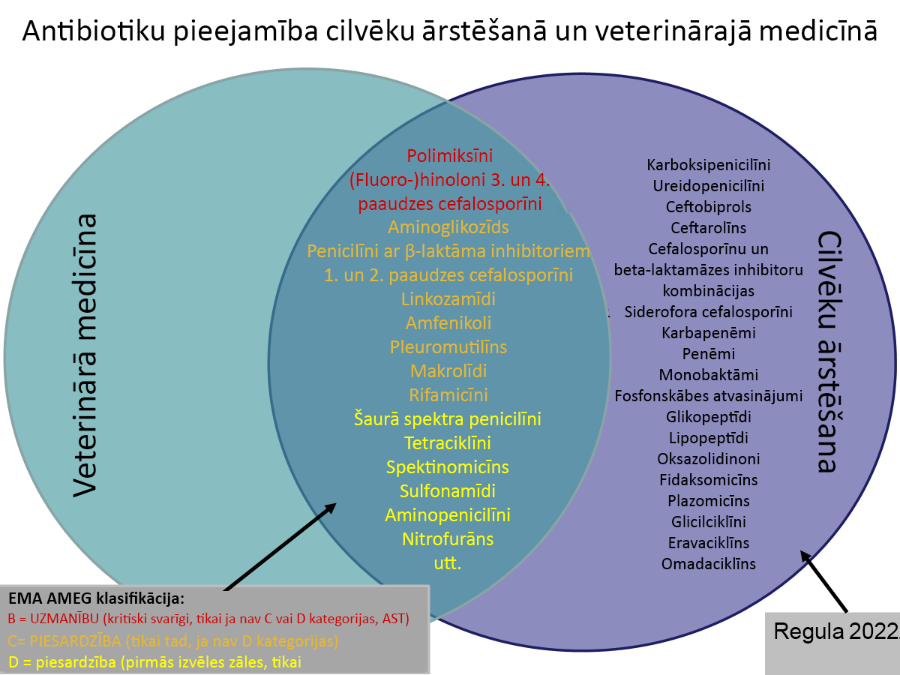 Antibiotiku pieejamība cilvēku ārstēšanā un veterinārajā medicīnā
Veterinārā medicīna
Polimiksīni
(Fluoro-)hinoloni 3. un 4.
paaudzes cefalosporīni
Aminoglikozīds
Penicilīni ar β-laktāma inhibitoriem
1. un 2. paaudzes cefalosporīni
Linkozamīdi
Amfenikoli
Pleuromutilīns
Makrolīdi
Rifamicīni
Šaurā spektra penicilīni
Tetraciklīni
Spektinomicīns
Sulfonamīdi
Aminopenicilīni
Nitrofurāns
utt.
Karboksipenicilīni
Ureidopenicilīni
Ceftobiprols
Ceftarolīns
Cefalosporīnu un
beta-laktamāzes inhibitoru
kombinācijas
Siderofora cefalosporīni
Karbapenēmi
Penēmi
Monobaktāmi
Fosfonskābes atvasinājumi
Glikopeptīdi
Lipopeptīdi
Oksazolidinoni
Fidaksomicīns
Plazomicīns
Glicilciklīni
Eravaciklīns
Omadaciklīns
Cilvēku ārstēšana
EMA AMEG klasifikācija:
B = UZMANĪBU (kritiski svarīgi, tikai ja nav C vai D kategorijas, AST)
C= PIESARDZĪBA (tikai tad, ja nav D kategorijas)
D = piesardzība (pirmās izvēles zāles, tikai
Regula 2022